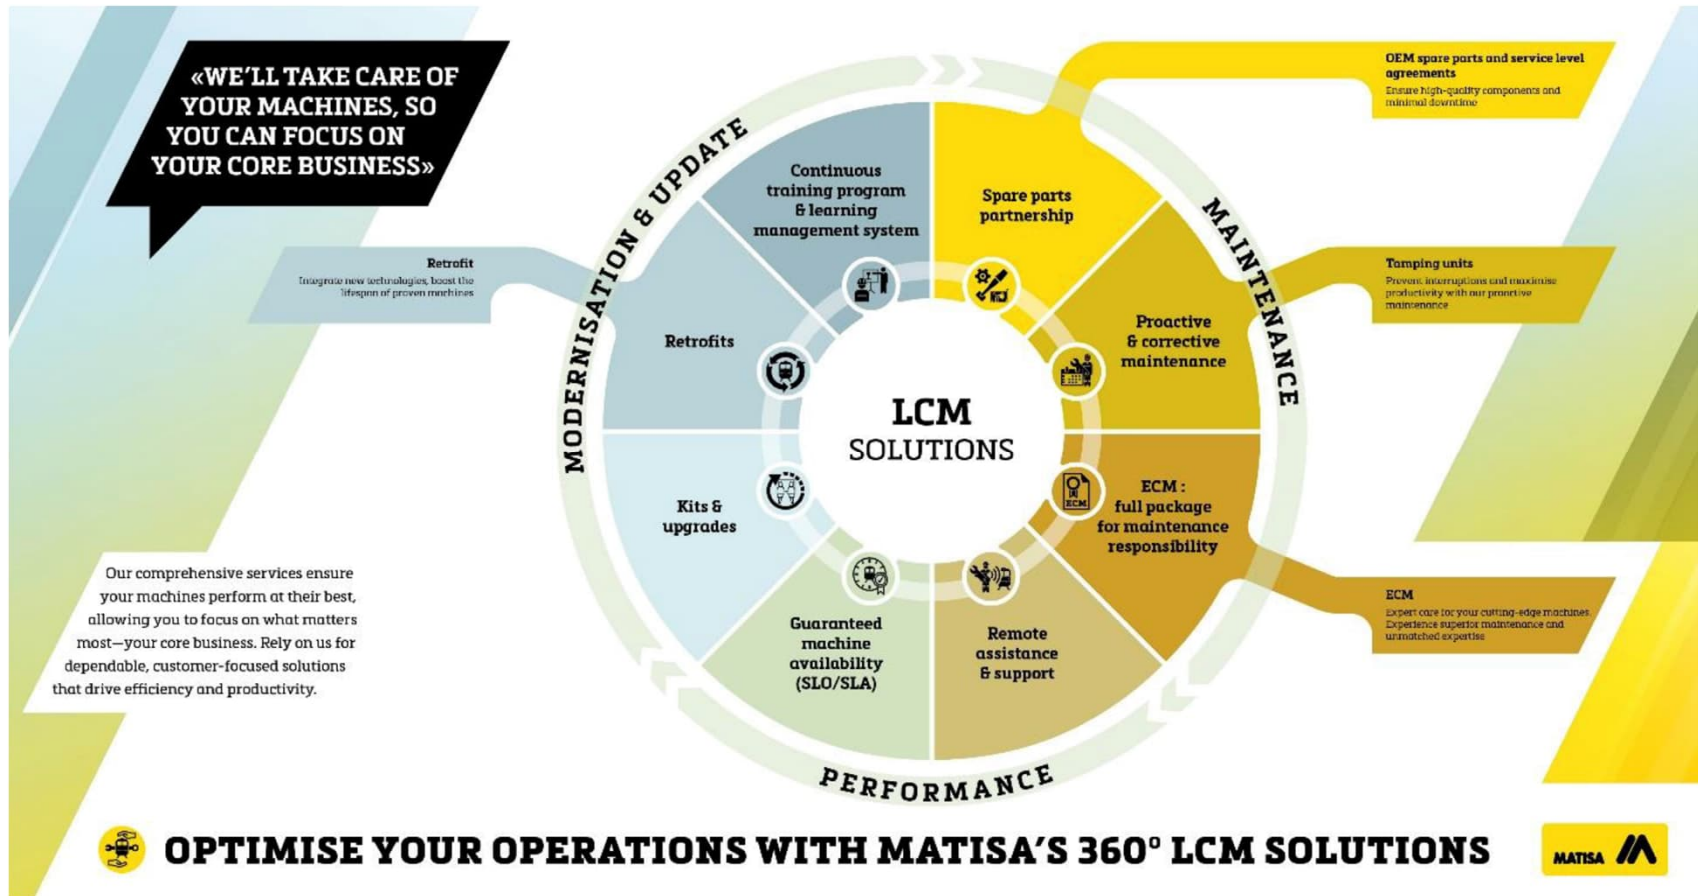 «WE'LL TAKE CARE OF
YOUR MACHINES, SO
YOU CAN FOCUS ON
YOUR CORE BUSINESS»
Retrofit
Integrate new technologies, boost the
lifespan of proven machines
Our comprehensive services ensure
your machines perform at their best,
allowing you to focus on what matters
most—your core business. Rely on us for
dependable, customer-focused solutions
that drive efficiency and productivity.
MODERNISATION & UPDATE
MAINTENANCE
PERFORMANCE
Continuous
training program
& learning
management system
Spare parts
partnership
Proactive
& corrective
maintenance
ECM :
full package
for maintenance
responsibility
ECM
Remote
assistance
& support
Guaranteed
machine
availability
(SLO/SLA)
Kits &
upgrades
Retrofits
LCM
SOLUTIONS
OEM spare parts and service level
agreements
Ensure high-quality components and
minimal downtime
Tamping units
Prevent interruptions and maximise
productivity with our proactive
maintenance
ECM
Expert care for your cutting-edge machines.
Experience superior maintenance and
unmatched expertise
OPTIMISE YOUR OPERATIONS WITH MATISA'S 360° LCM SOLUTIONS
MATISA